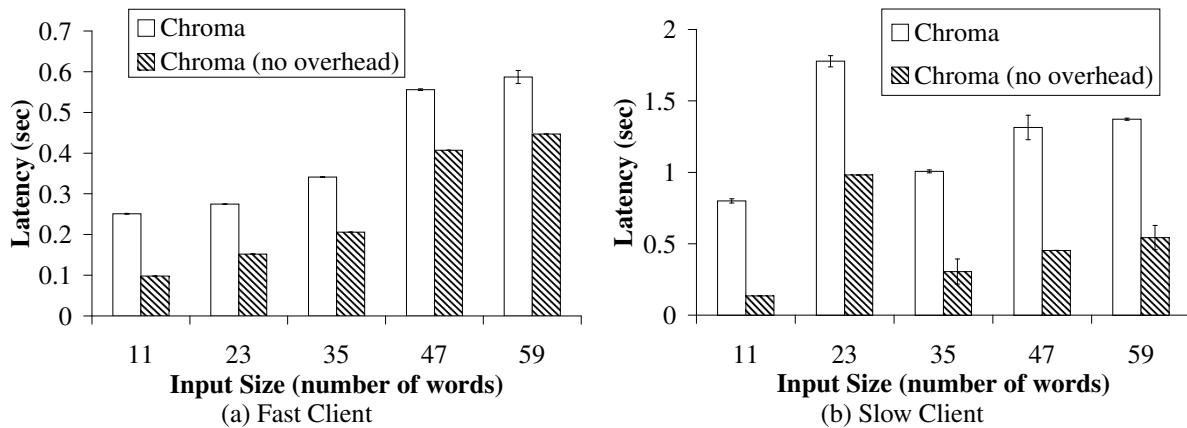 Chroma
Chroma (no overhead)
0.7
0.6
0.5
0.4
0.3
0.2
0.1
0
Latency (sec)
11 23 35 47 59
Input Size (number of words)
(a) Fast Client
Chroma
Chroma (no overhead)
2
1.5
1
0.5
0
Latency (sec)
11 23 35 47 59
Input Size (number of words)
(b) Slow Client